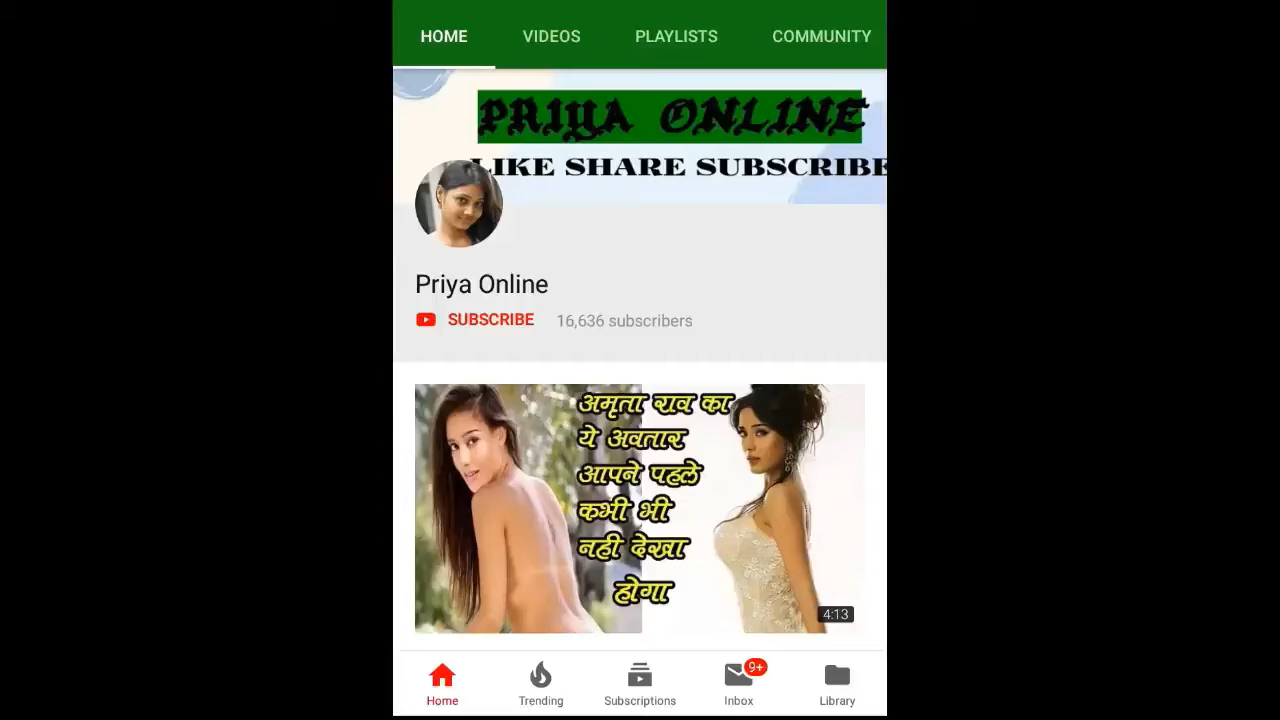 HOME VIDEOS PLAYLISTS COMMUNITY
PRIYA ONLINE
LIKE SHARE SUBSCRIBE
Priya Online
SUBSCRIBE 16,636 subscribers
अमृता राव का
ये अवतार
आपने पहले
कभी भी
नही देखा
होगा
4:13
9+
Home Trending Subscriptions Inbox Library